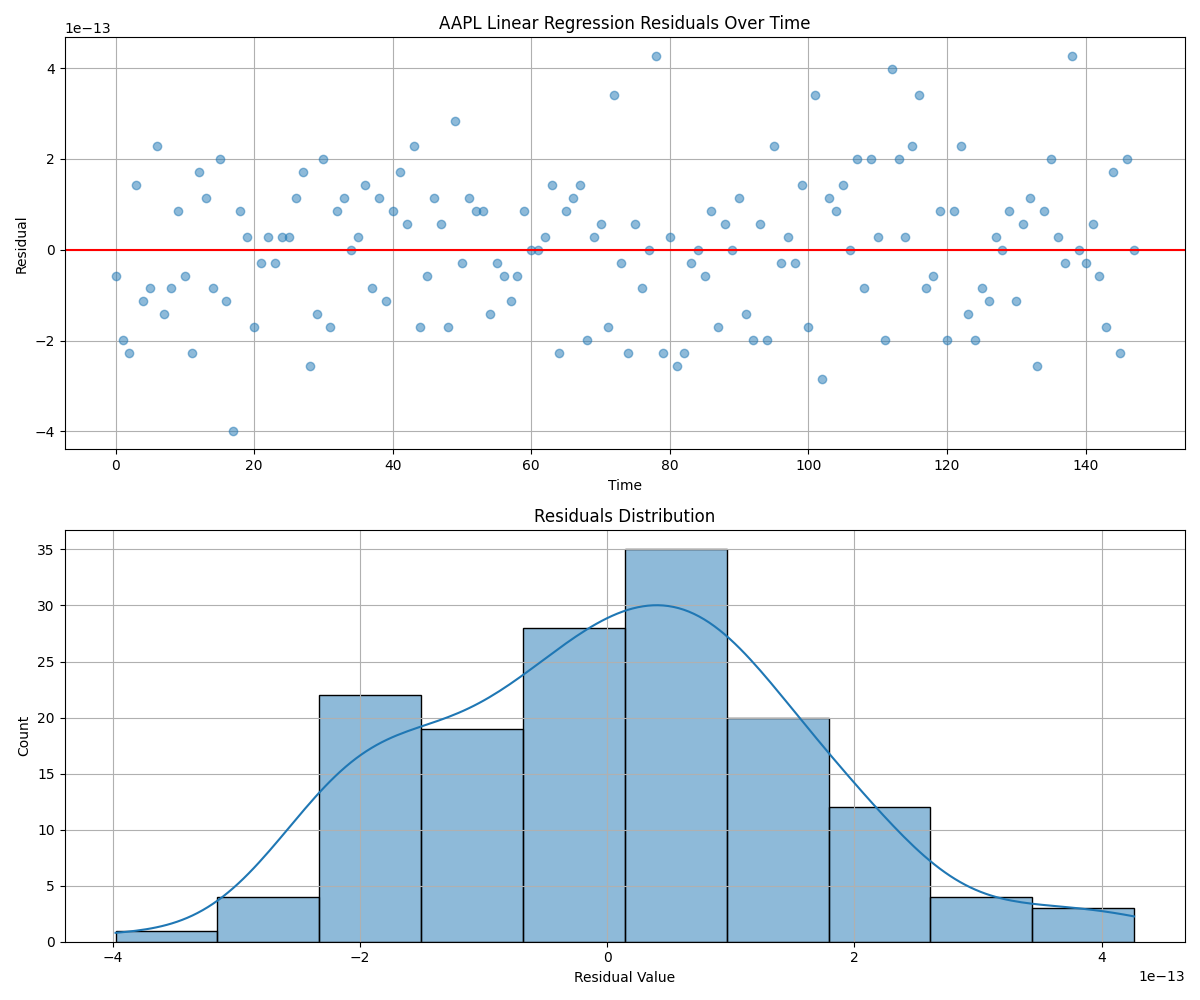 AAPL Linear Regression Residuals Over Time
1e−13
4
2
0
−2
−4
Residual
0 20 40 60 80 100 120 140
Time
Residuals Distribution
35
30
25
20
15
10
5
0
Count
−4 −2 0 2 4
Residual Value
1e−13